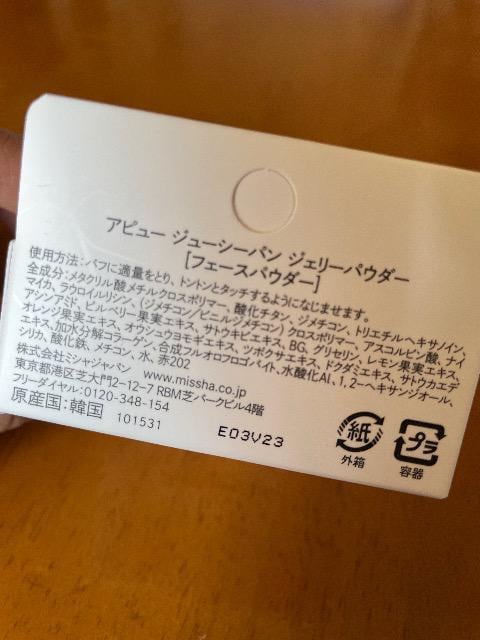 アピュー ジューシーパン ジェリーパウダー
[フェースパウダー]
使用方法:パフに適量をとり、トントンとタッチするようになじませます。
全成分:メタクリル酸メチルクロスポリマー、酸化チタン、ジメチコン、トリエチルヘキサノイン、
マイカ、ラウロイルリシン、(ジメチコン/ビニルジメチコン)クロスポリマー、アスコルビン酸、ナイ
アシンアミド、ビルベリー果実エキス、サトウキビエキス、BG、グリセリン、レモン果実エキス、
オレンジ果実エキス、オウシュウヨモギエキス、ツボクサエキス、ドクダミエキス、サトウカエデ
エキス、加水分解コラーゲン、合成フルオロフロゴパイト、水酸化Al、1,2-ヘキサンジオール、
シリカ、酸化鉄、メチコン、水、赤202
株式会社ミシャジャパン www.missha.co.jp
東京都港区芝大門2-12-7 RBM芝パークビル4階
フリーダイヤル:0120-348-154
原産国:韓国 101531
E03V23
紙
外箱
プラ
容器